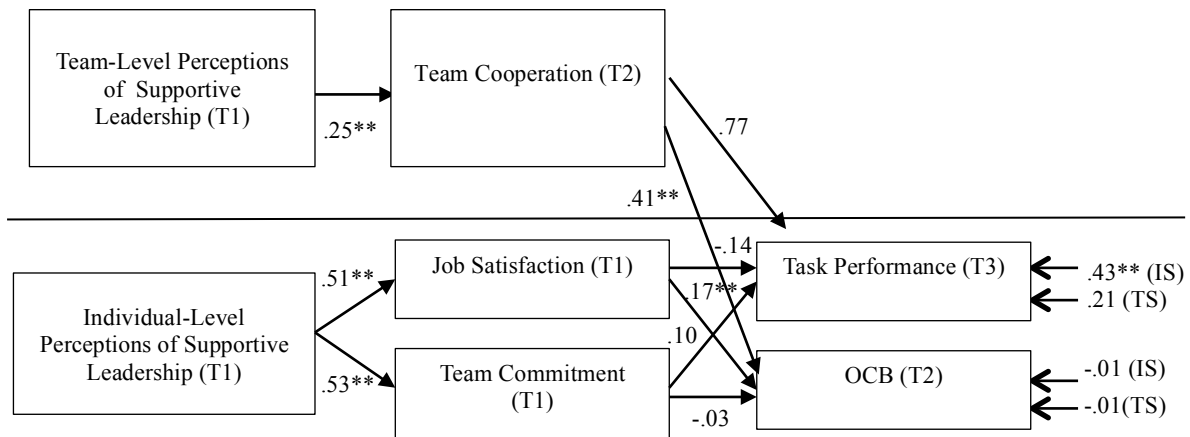 Team-Level Perceptions
of Supportive
Leadership (T1)
.25**
Team Cooperation (T2)
.77
.41**
Individual-Level
Perceptions of Supportive
Leadership (T1)
.51**
.53**
Job Satisfaction (T1)
Team Commitment
(T1)
-.14
.17**
.10
-.03
Task Performance (T3)
.43** (IS)
.21 (TS)
OCB (T2)
-.01 (IS)
-.01(TS)